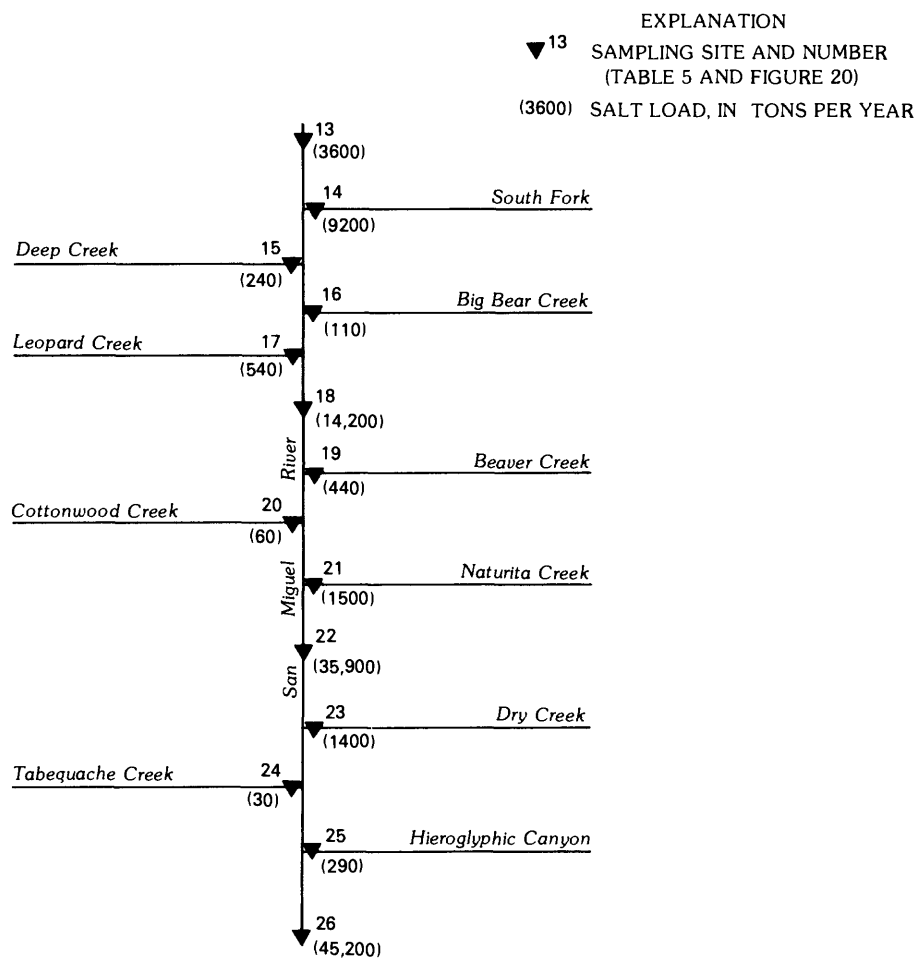 EXPLANATION
13 SAMPLING SITE AND NUMBER
(TABLE 5 AND FIGURE 20)
(3600) SALT LOAD, IN TONS PER YEAR
13
(3600)
14 South Fork
(9200)
Deep Creek 15
(240)
16 Big Bear Creek
(110)
Leopard Creek 17
(540)
18
(14,200)
19 Beaver Creek
(440)
Cottonwood Creek 20
(60)
21 Naturita Creek
(1500)
22
(35,900)
San Miguel River
23 Dry Creek
(1400)
Tabequache Creek 24
(30)
25 Hieroglyphic Canyon
(290)
26
(45,200)